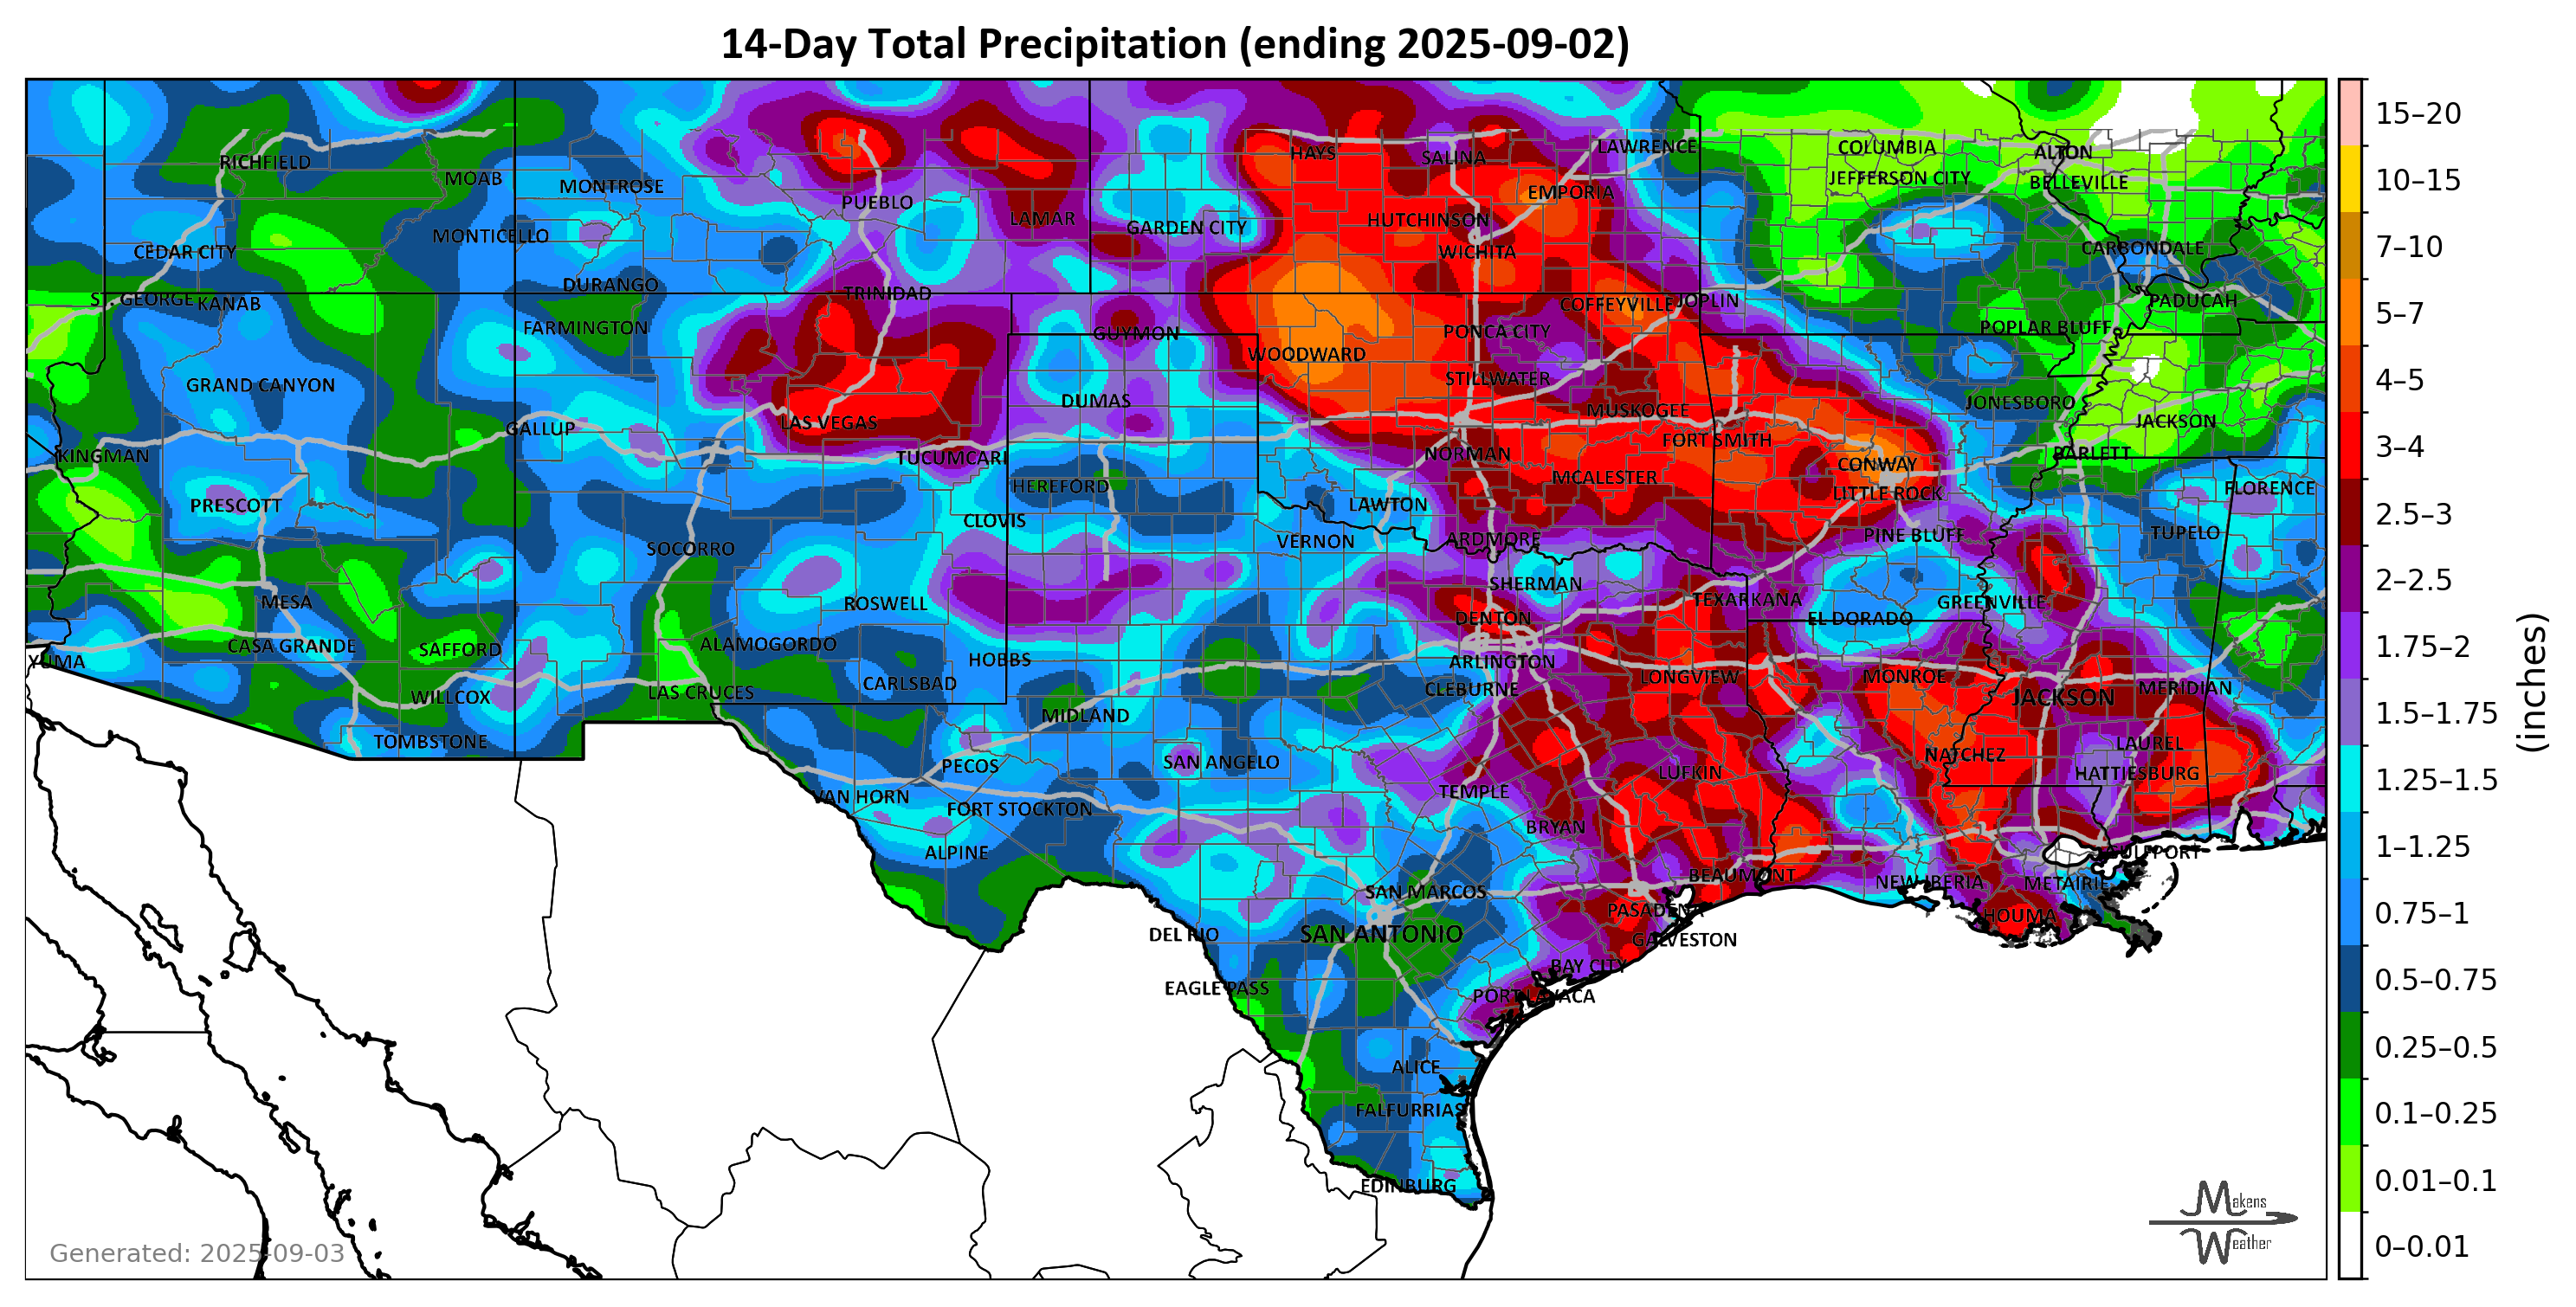 14-Day Total Precipitation (ending 2025-09-02)
HAYS SALINA LAWRENCE COLUMBIA ALTON
RICHFIELD MOAB MONTROSE EMPORIA JEFFERSON CITY BELLEVILLE
PUEBLO LAMAR GARDEN CITY HUTCHINSON
MONTICELLO WICHITA CARBONDALE
CEDAR CITY
DURANGO TRINIDAD
ST. GEORGE KANAB COFFEYVILLE JOPLIN PADUCAH
FARMINGTON GUYMON PONCA CITY POPLAR BLUFF
WOODWARD
GRAND CANYON STILLWATER
DUMAS MUSKOGEE JONESBORO
GALLUP LAS VEGAS FORT SMITH JACKSON
KINGMAN TUCUMCARI NORMAN CONWAY BARLETT
HEREFORD MCALESTER LITTLE ROCK FLORENCE
PRESCOTT CLOVIS LAWTON
SOCORRO VERNON ARDMORE PINE BLUFF TUPELO
SHERMAN
MESA ROSWELL TEXARKANA GREENVILLE
DENTON EL DORADO
CASA GRANDE SAFFORD ALAMOGORDO
YUMA HOBBS ARLINGTON
WILLCOX LAS CRUCES CARLSBAD CLEBURNE LONGVIEW MONROE JACKSON MERIDIAN
MIDLAND
TOMBSTONE PECOS SAN ANGELO LUFKIN NATCHEZ LAUREL
HATTIESBURG
VAN HORN FORT STOCKTON TEMPLE
BRYAN
ALPINE GULFPORT
SAN MARCOS BEAUMONT NEW IBERIA METAIRIE
DEL RIO SAN ANTONIO PASADENA HOUMA
GALVESTON
EAGLE PASS BAY CITY
PORT LAVACA
ALICE
FALFURRIAS
EDINBURG
15–20
10–15
7–10
5–7
4–5
3–4
2.5–3
2–2.5
1.75–2
1.5–1.75
1.25–1.5
1–1.25
0.75–1
0.5–0.75
0.25–0.5
0.1–0.25
0.01–0.1
0–0.01
(inches)
Generated: 2025-09-03
Makens
Weather